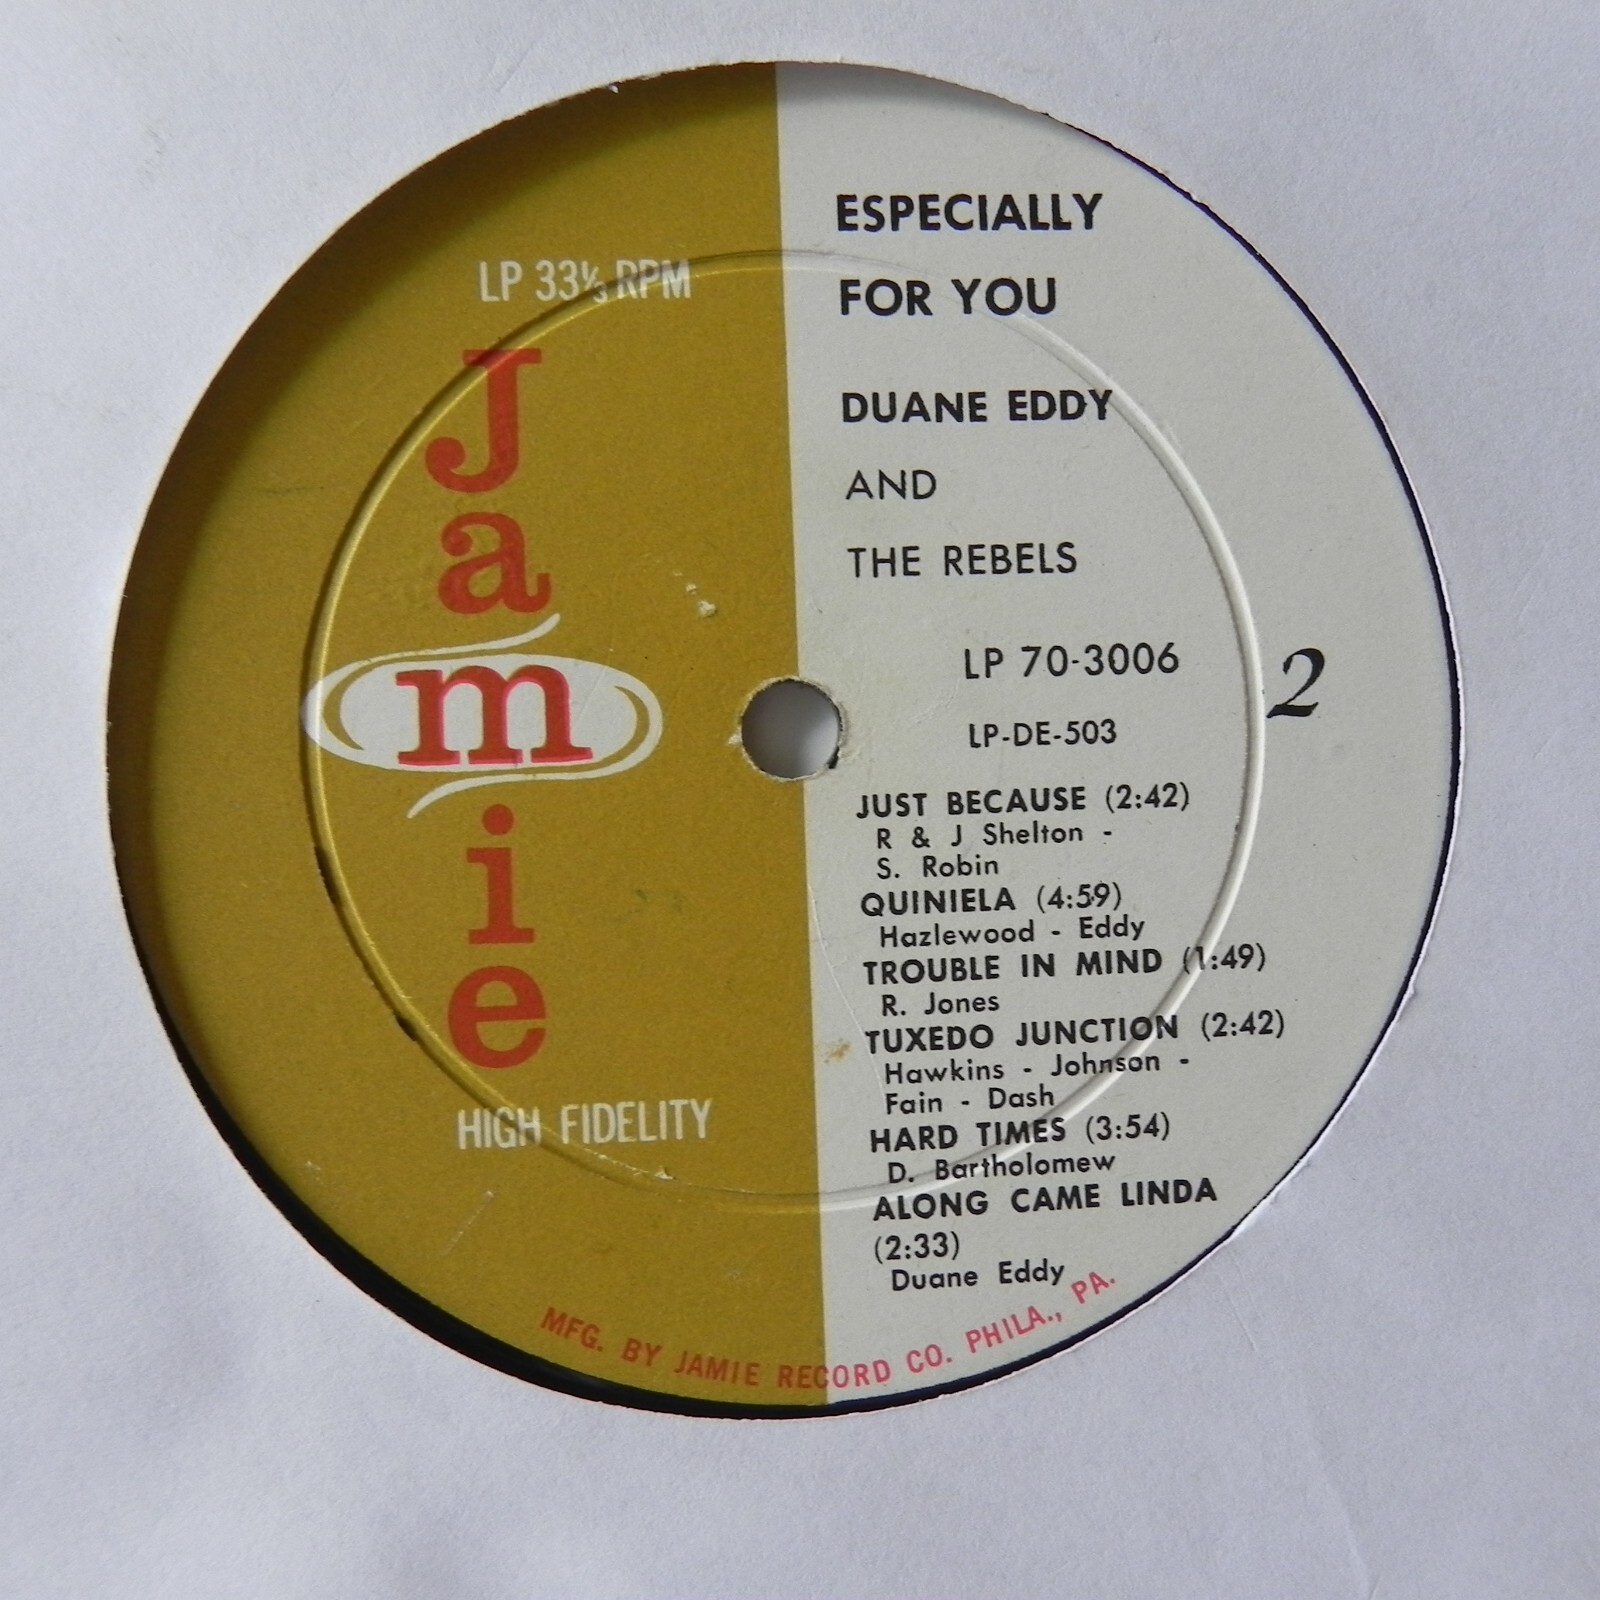 LP 33⅓ RPM
Jamie
HIGH FIDELITY
ESPECIALLY
FOR YOU
DUANE EDDY
AND
THE REBELS
LP 70-3006
2
LP-DE-503
JUST BECAUSE (2:42)
R & J Shelton -
S. Robin
QUINIELA (4:59)
Hazlewood - Eddy
TROUBLE IN MIND (1:49)
R. Jones
TUXEDO JUNCTION (2:42)
Hawkins - Johnson -
Fain - Dash
HARD TIMES (3:54)
D. Bartholomew
ALONG CAME LINDA
(2:33)
Duane Eddy
MFG. BY JAMIE RECORD CO. PHILA., PA.